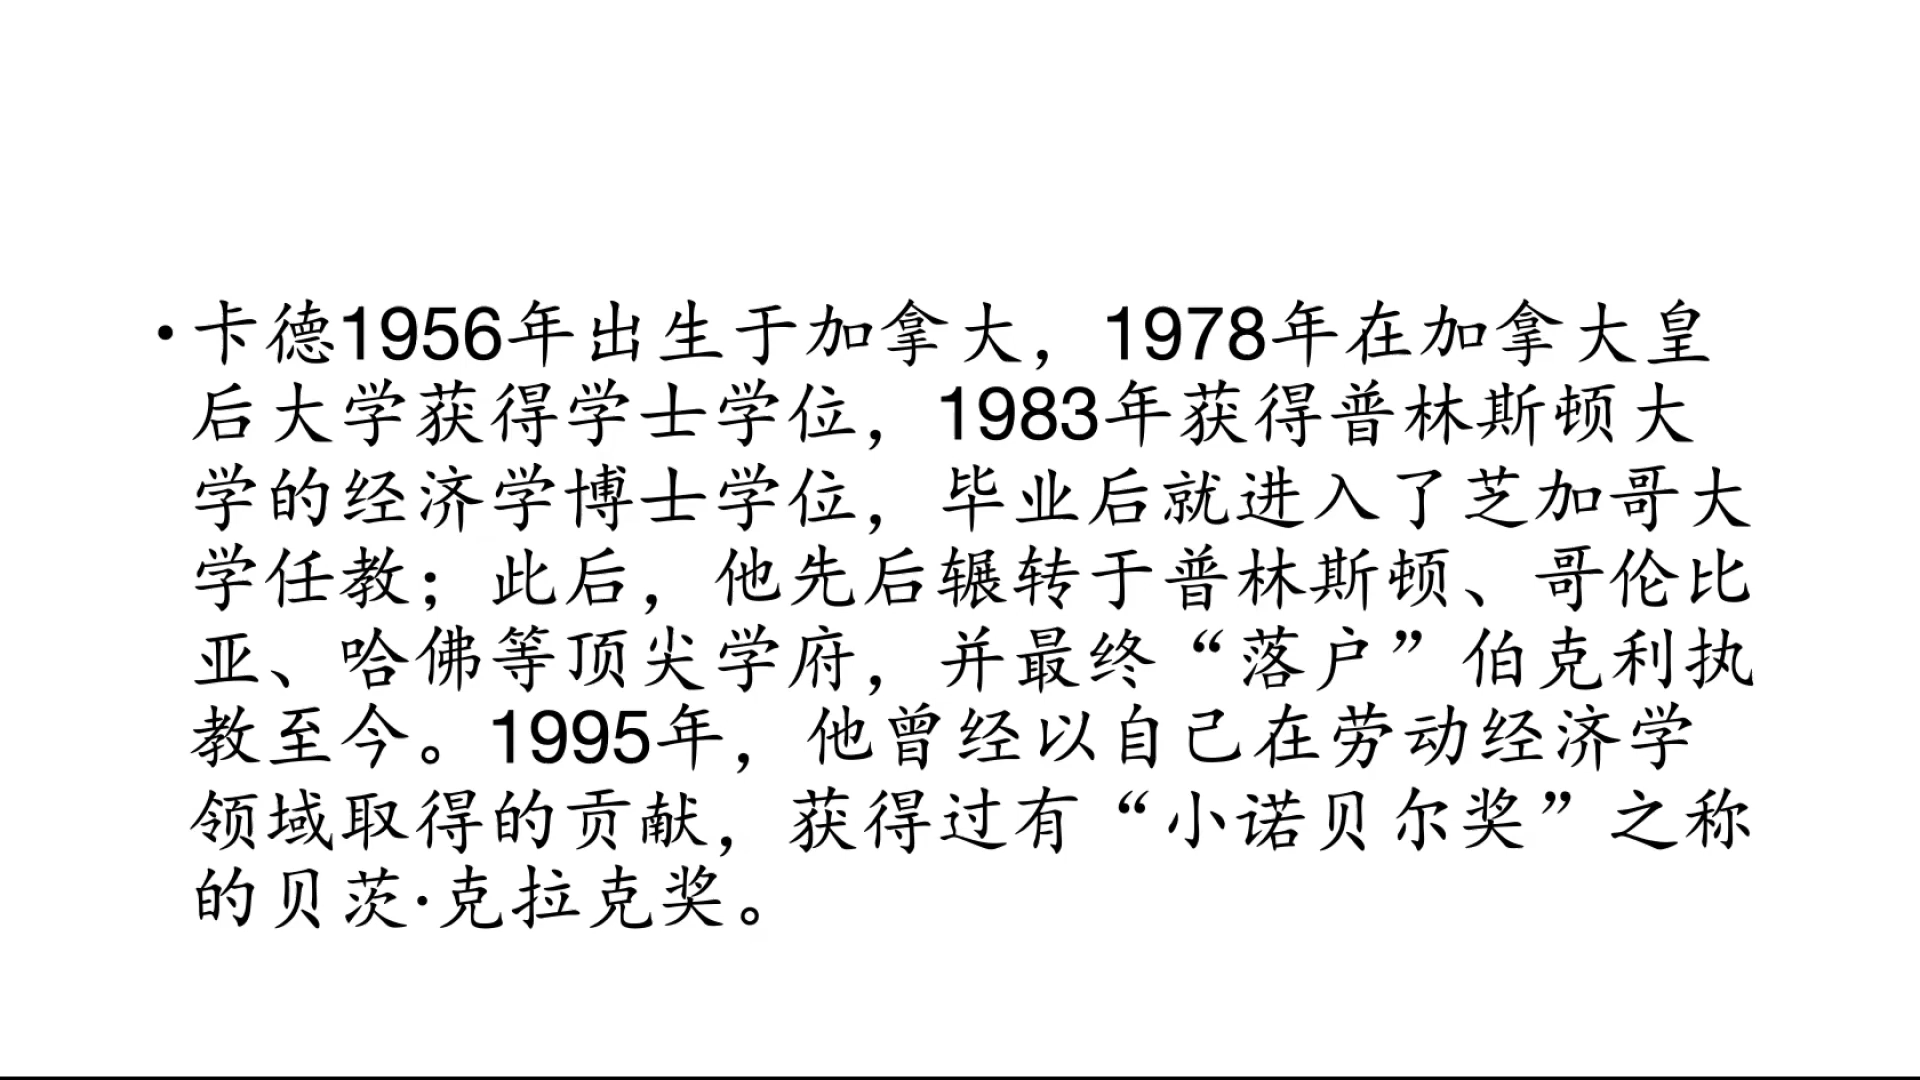 •卡德1956年出生于加拿大，1978年在加拿大皇
后大学获得学士学位，1983年获得普林斯顿大
学的经济学博士学位，毕业后就进入了芝加哥大
学任教；此后，他先后辗转于普林斯顿、哥伦比
亚、哈佛等顶尖学府，并最终“落户”伯克利执
教至今。1995年，他曾经以自己在劳动经济学
领域取得的贡献，获得过有“小诺贝尔奖”之称
的贝茨·克拉克奖。